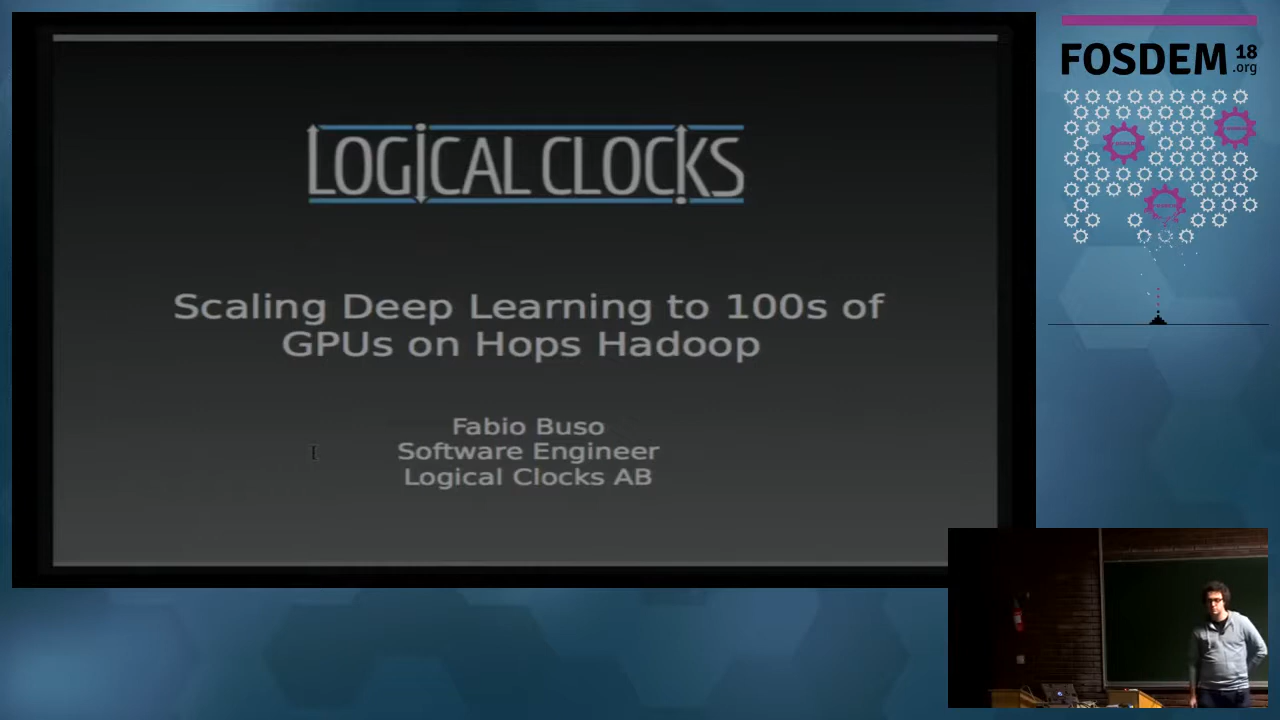 LOGICAL CLOCKS
Scaling Deep Learning to 100s of
GPUs on Hops Hadoop
Fabio Buso
Software Engineer
Logical Clocks AB
FOSDEM 18
.org